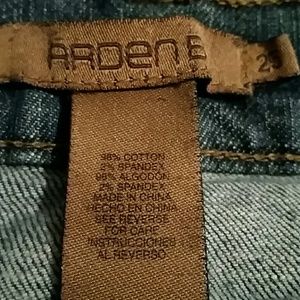 ARDEN B
98% COTTON
2% SPANDEX
98% ALGODON
2% SPANDEX
MADE IN CHINA
HECHO EN CHINA
SEE REVERSE
FOR CARE
INSTRUCCIONES
AL REVERSO